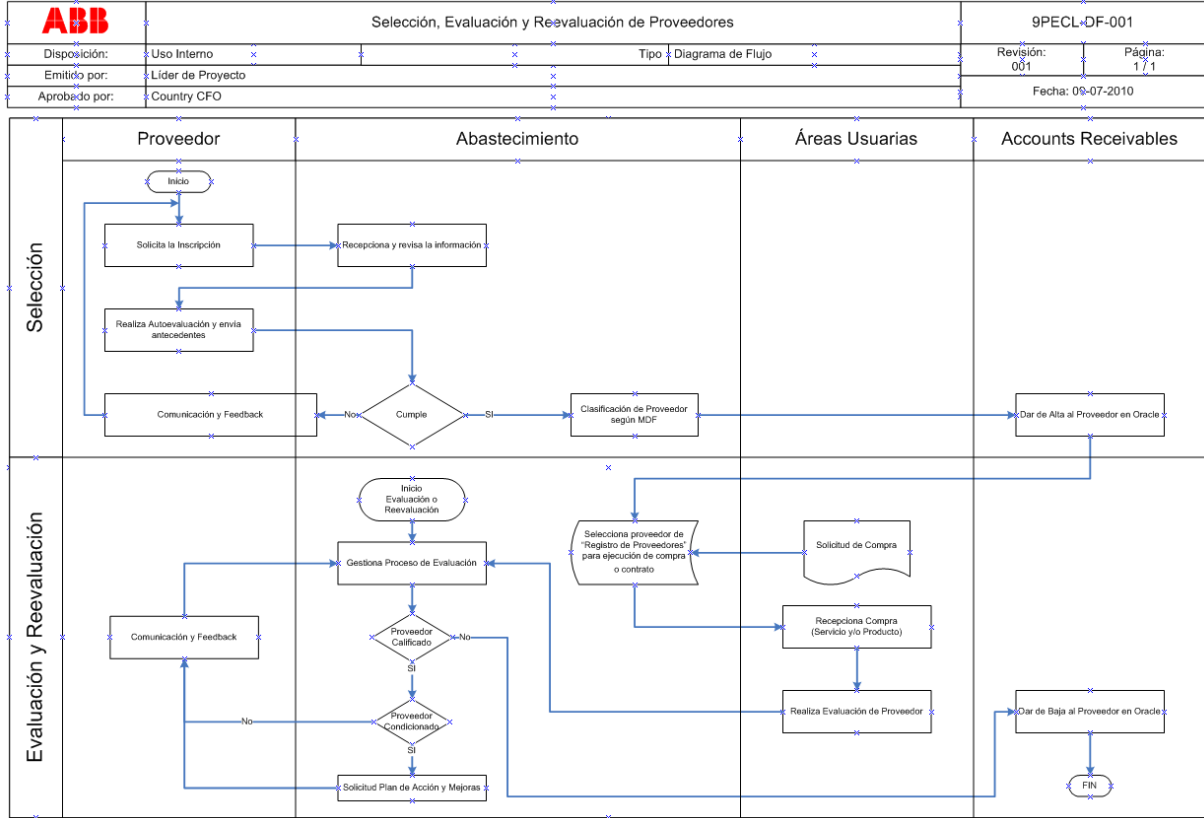 ABB
Selección, Evaluación y Reevaluación de Proveedores
9PECL-DF-001
Disposición:
Uso Interno
Tipo
Diagrama de Flujo
Revisión:
001
Página:
1 / 1
Emitido por:
Líder de Proyecto
Aprobado por:
Country CFO
Fecha: 09-07-2010
Proveedor
Abastecimiento
Áreas Usuarias
Accounts Receivables
Selección
Inicio
Solicita la Inscripción
Recepciona y revisa la información
Realiza Autoevaluación y envia
antecedentes
Comunicación y Feedback
No
Cumple
SI
Clasificación de Proveedor
según MDF
Dar de Alta al Proveedor en Oracle
Evaluación y Reevaluación
Inicio
Evaluación o
Reevaluación
Selecciona proveedor de
"Registro de Proveedores"
para ejecución de compra
o contrato
Solicitud de Compra
Gestiona Proceso de Evaluación
Comunicación y Feedback
Proveedor
Calificado
No
SI
Recepciona Compra
(Servicio y/o Producto)
Proveedor
Condicionado
No
SI
Realiza Evaluación de Proveedor
Dar de Baja al Proveedor en Oracle
Solicitud Plan de Acción y Mejoras
FIN